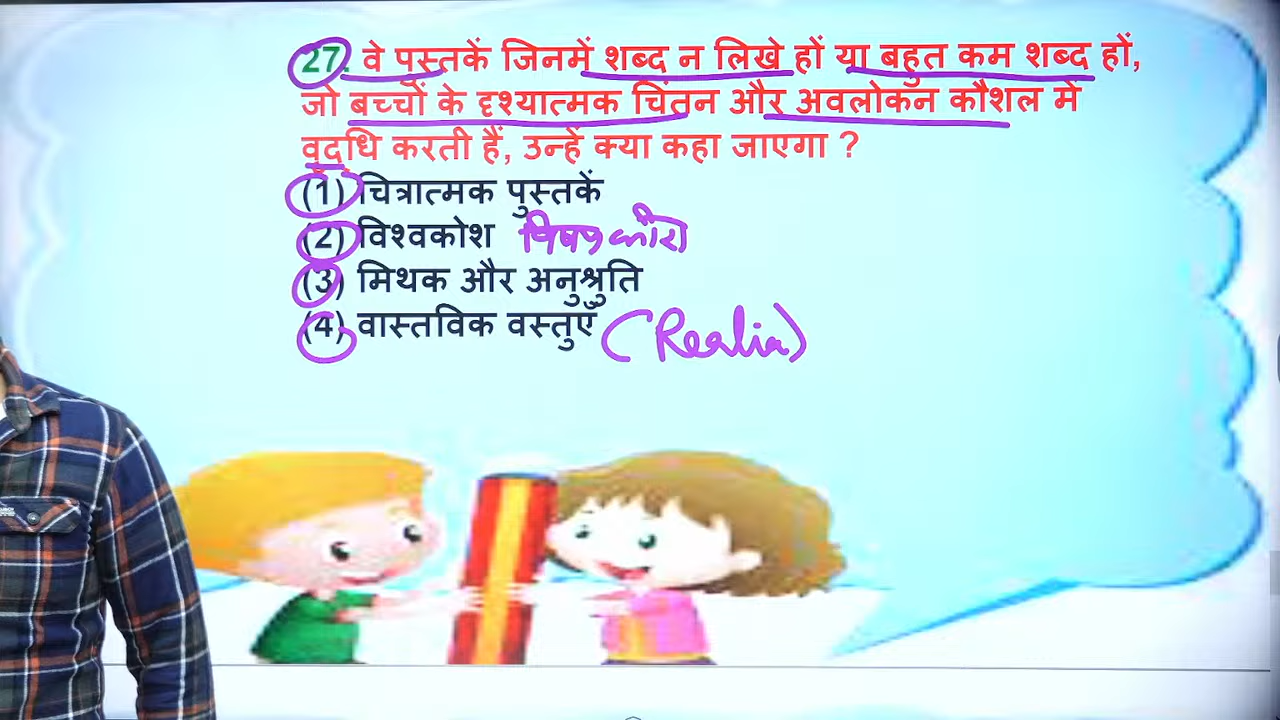 27. वे पुस्तकें जिनमें शब्द न लिखे हों या बहुत कम शब्द हों,
जो बच्चों के दृश्यात्मक चिंतन और अवलोकन कौशल में
वृद्धि करती हैं, उन्हें क्या कहा जाएगा ?
(1) चित्रात्मक पुस्तकें
(2) विश्वकोश
(3) मिथक और अनुश्रुति
(4) वास्तविक वस्तुएँ (Realia)